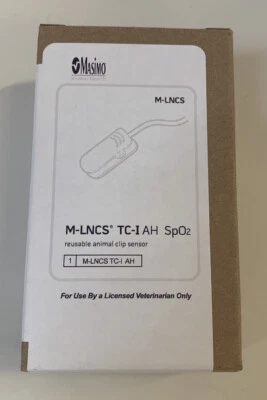 Masimo
M-LNCS
M-LNCS® TC-I AH SpO2
reusable animal clip sensor
1 M-LNCS TC-I AH
For Use By a Licensed Veterinarian Only